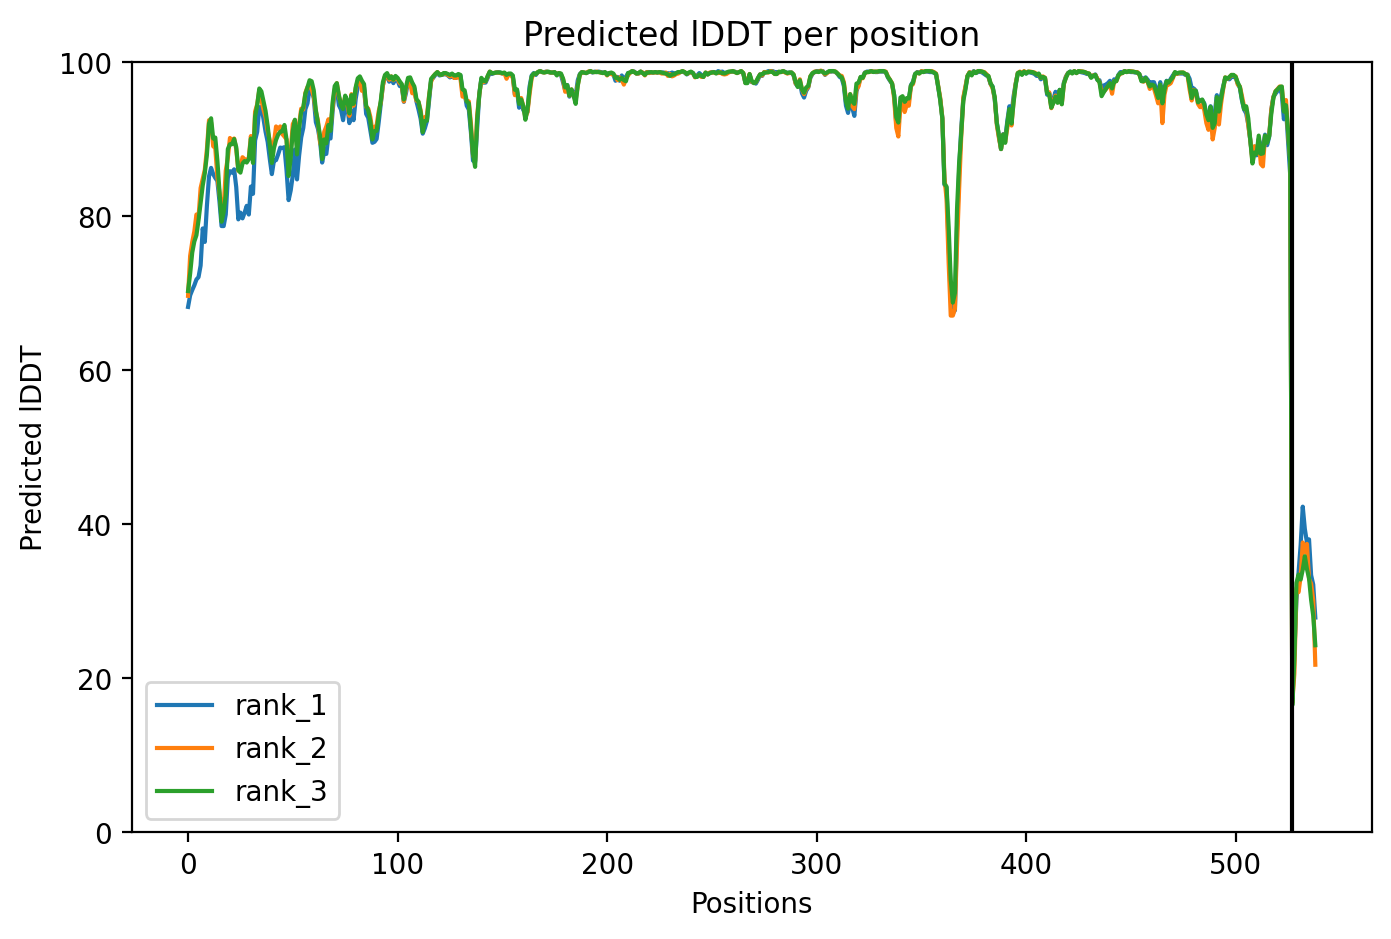 Predicted lDDT per position
100
80
60
40
20
0
Predicted lDDT
rank_1
rank_2
rank_3
0 100 200 300 400 500
Positions